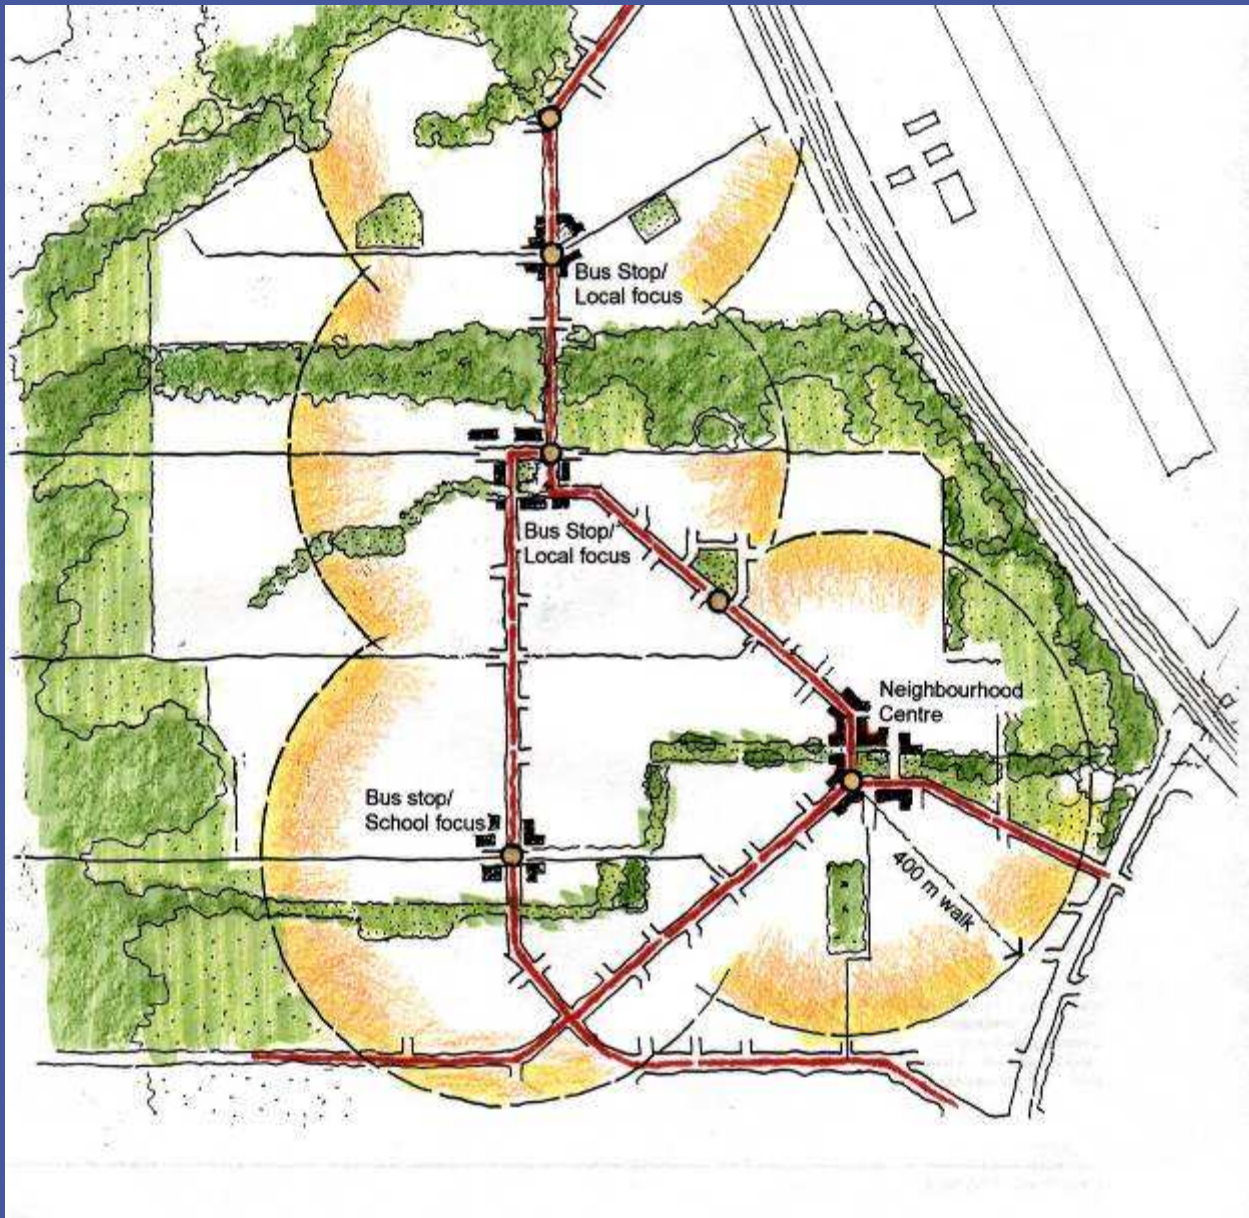 Bus Stop/
Local focus
Bus Stop/
Local focus
Neighbourhood
Centre
Bus stop/
School focus
400 m walk